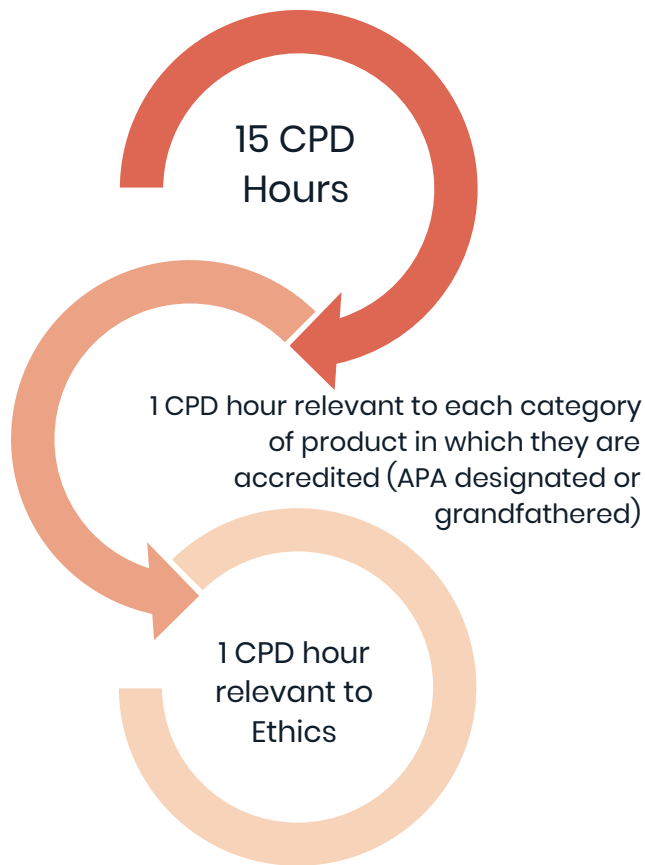 15 CPD
Hours
1 CPD hour relevant to each category
of product in which they are
accredited (APA designated or
grandfathered)
1 CPD hour
relevant to
Ethics